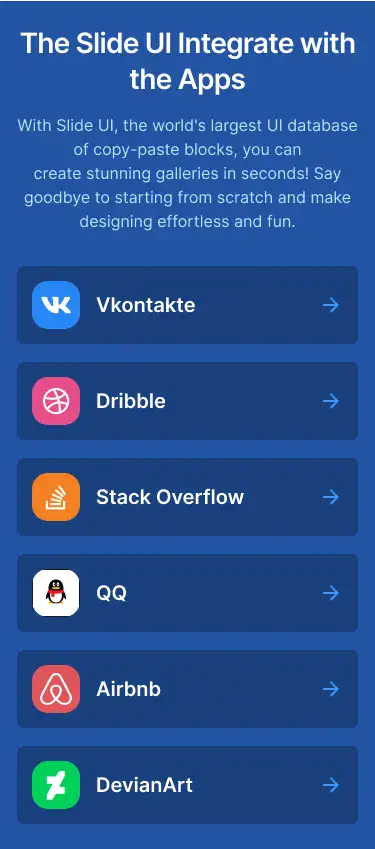 The Slide UI Integrate with
the Apps
With Slide UI, the world's largest UI database
of copy-paste blocks, you can
create stunning galleries in seconds! Say
goodbye to starting from scratch and make
designing effortless and fun.
Vkontakte
Dribble
Stack Overflow
QQ
Airbnb
DevianArt